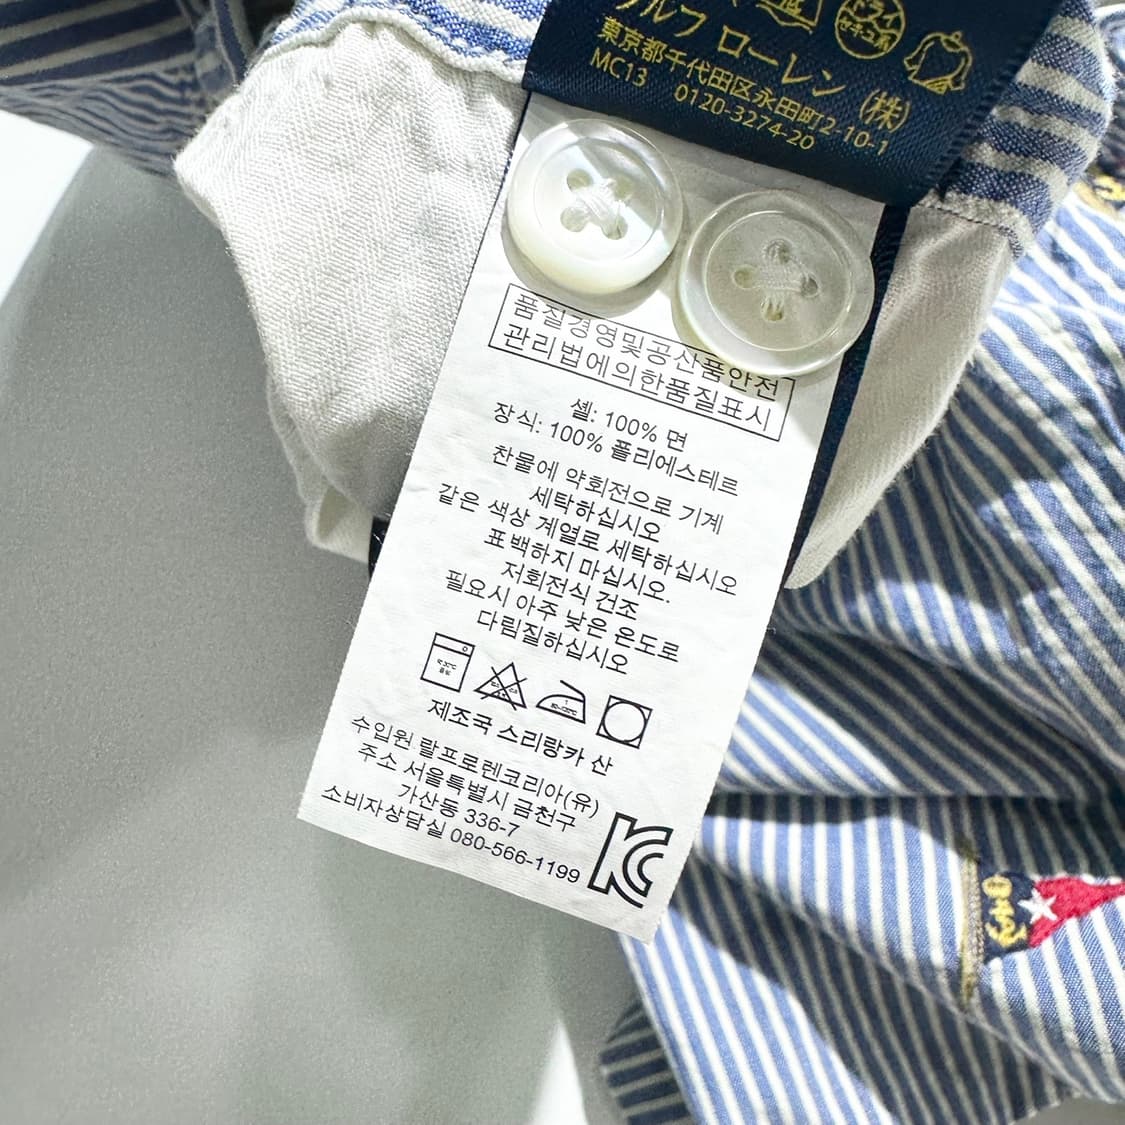 ルフ ローレン (株)
東京都千代田区永田町2-10-1
MC13 0120-3274-20
品질경영및공산품안전
관리법에의한품질표시
셀: 100% 면
장식: 100% 플리에스테르
찬물에 약회전으로 기계
세탁하십시오
같은 색상 계열로 세탁하십시오
표백하지 마십시오.
저회전식 건조
필요시 아주 낮은 온도로
다림질하십시오
제조국 스리랑카 산
수입원 랄프로렌코리아(유)
주소 서울특별시 금천구
가산동 336-7
소비자상담실 080-566-1199